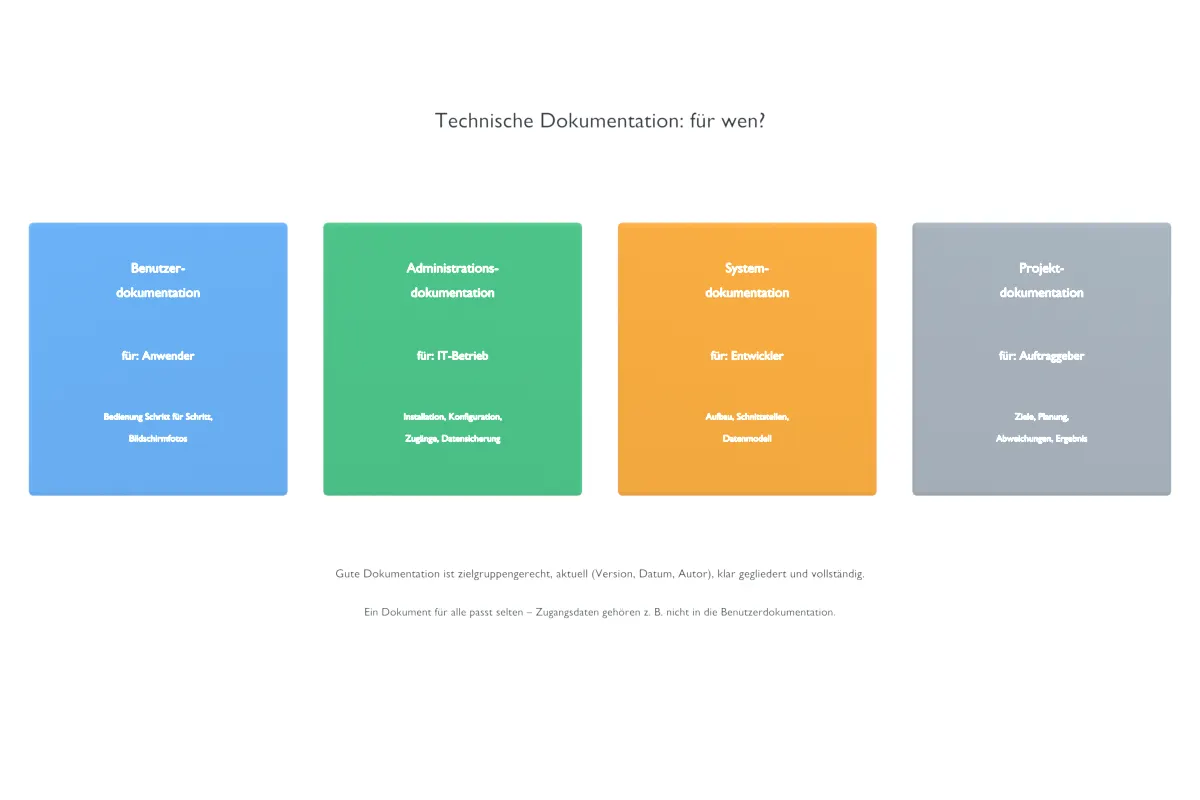 Technische Dokumentation: für wen?
Benutzer-
dokumentation
für: Anwender
Bedienung Schritt für Schritt,
Bildschirmfotos
Administrations-
dokumentation
für: IT-Betrieb
Installation, Konfiguration,
Zugänge, Datensicherung
System-
dokumentation
für: Entwickler
Aufbau, Schnittstellen,
Datenmodell
Projekt-
dokumentation
für: Auftraggeber
Ziele, Planung,
Abweichungen, Ergebnis
Gute Dokumentation ist zielgruppengerecht, aktuell (Version, Datum, Autor), klar gegliedert und vollständig.
Ein Dokument für alle passt selten – Zugangsdaten gehören z. B. nicht in die Benutzerdokumentation.